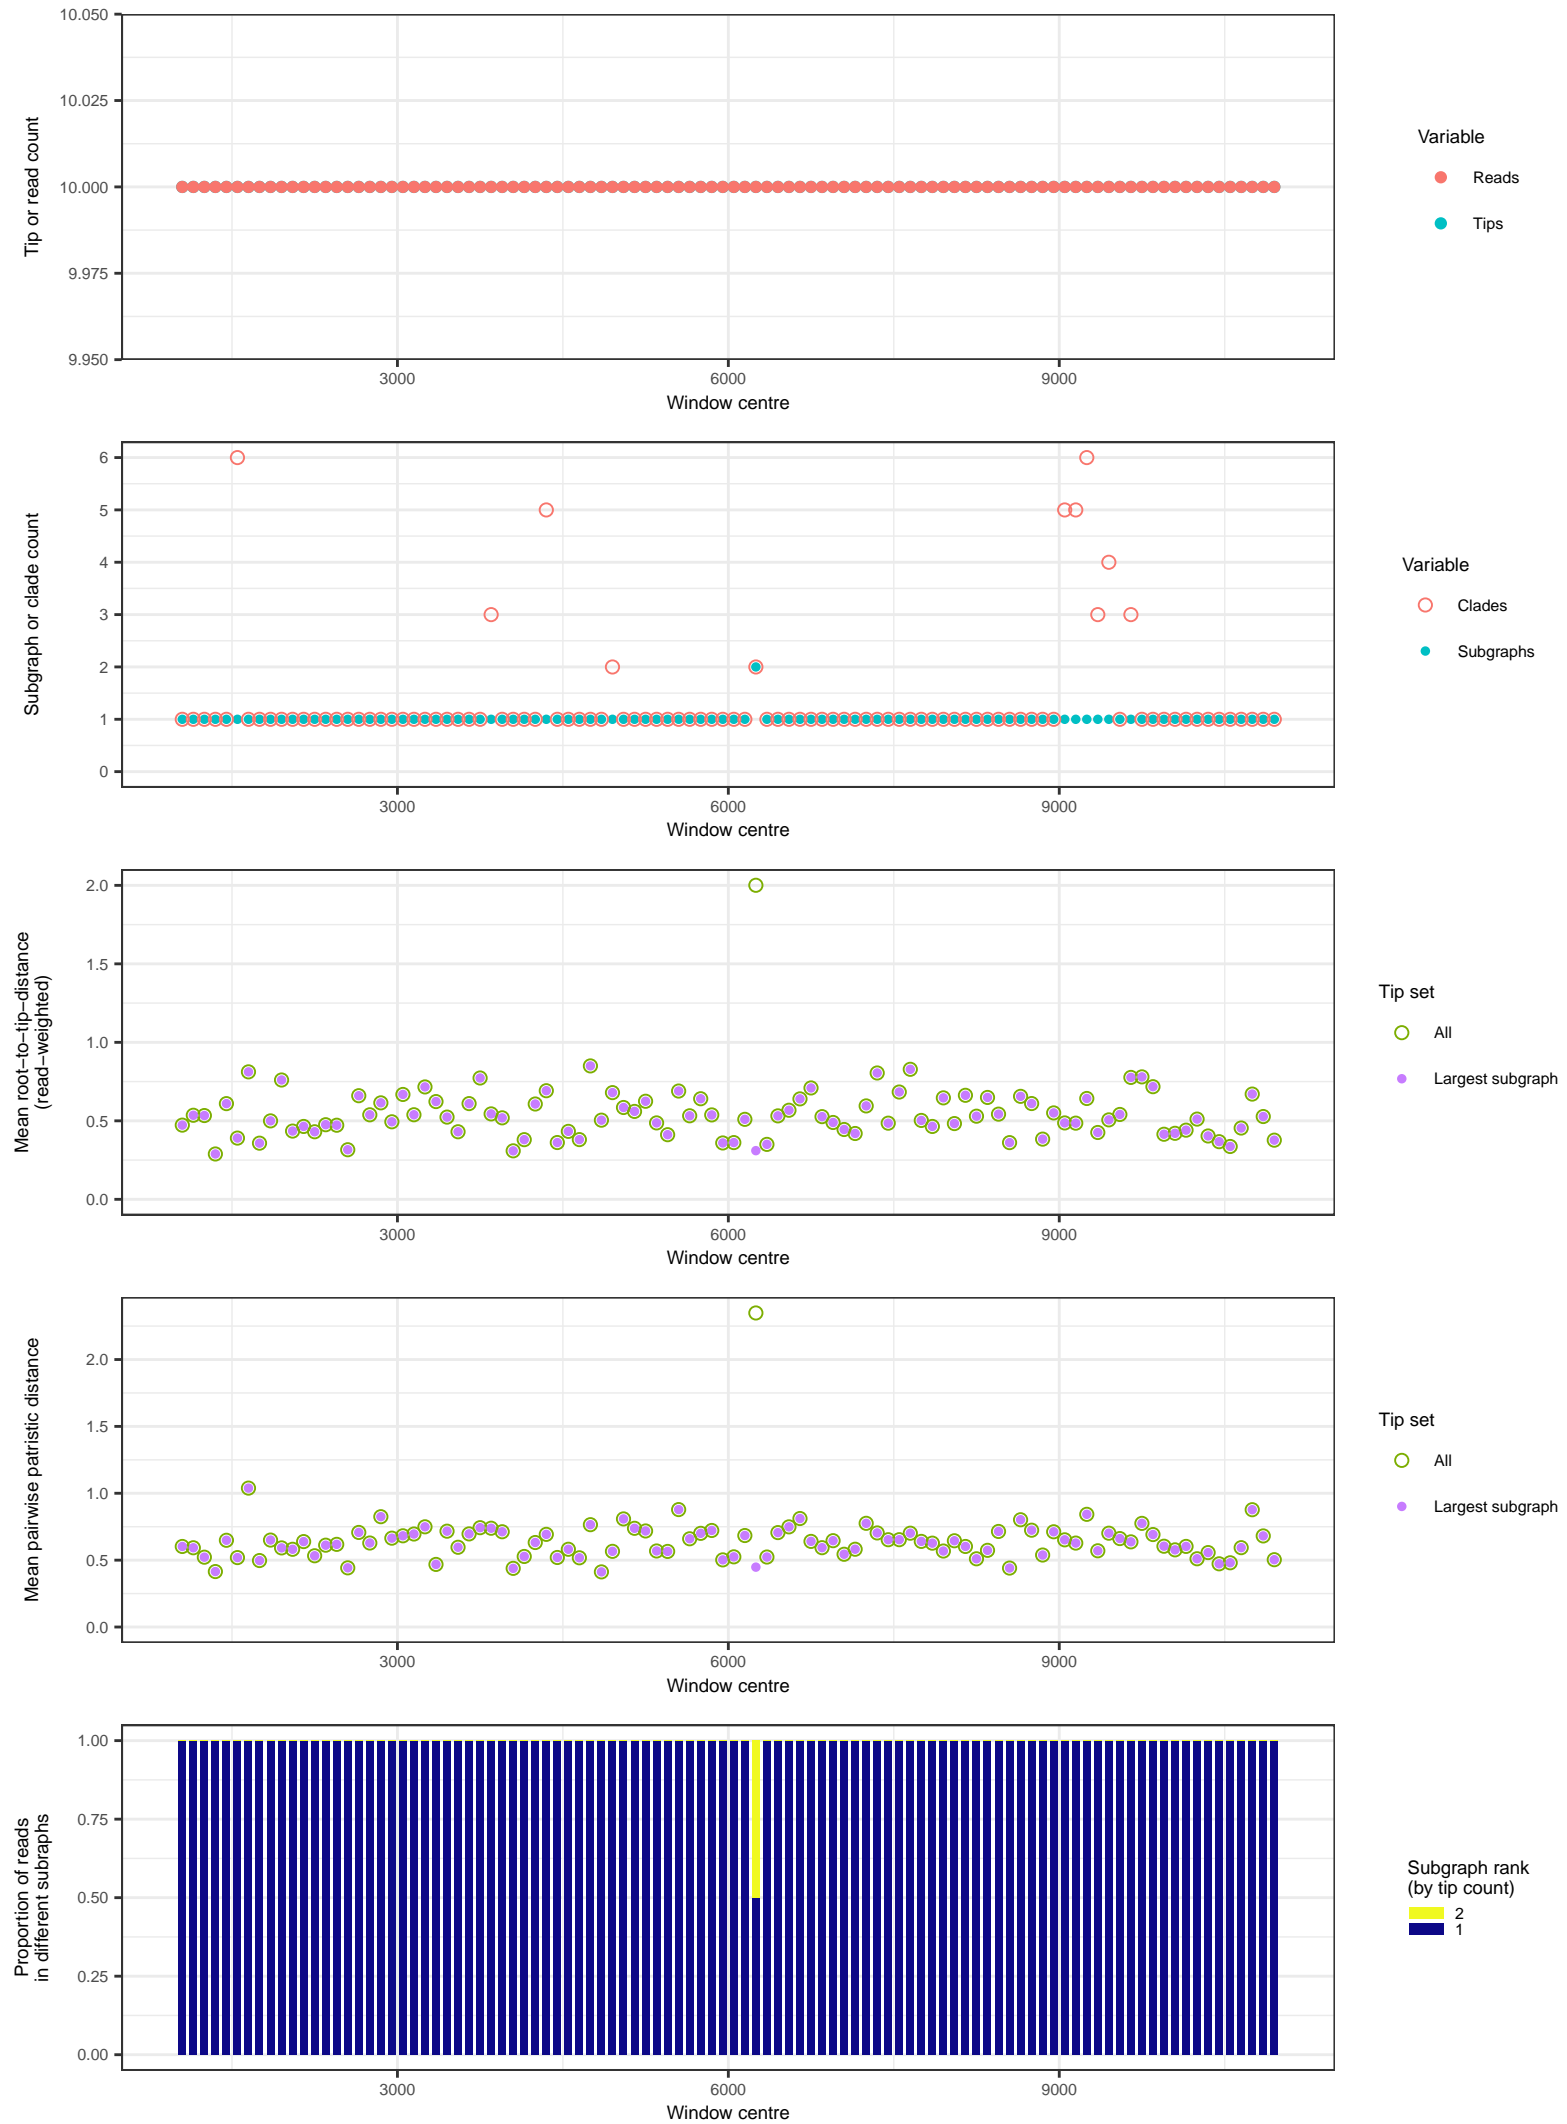 10.050
10.025
10.000
9.975
9.950
Tip or read count
3000
6000
9000
Window centre
Variable
Reads
Tips
6
5
4
3
2
1
0
Subgraph or clade count
3000
6000
9000
Window centre
Variable
Clades
Subgraphs
2.0
1.5
1.0
0.5
0.0
Mean root−to−tip−distance
(read−weighted)
3000
6000
9000
Window centre
Tip set
All
Largest subgraph
2.0
1.5
1.0
0.5
0.0
Mean pairwise patristic distance
3000
6000
9000
Window centre
Tip set
All
Largest subgraph
1.00
0.75
0.50
0.25
0.00
Proportion of reads
in different subraphs
3000
6000
9000
Window centre
Subgraph rank
(by tip count)
2
1